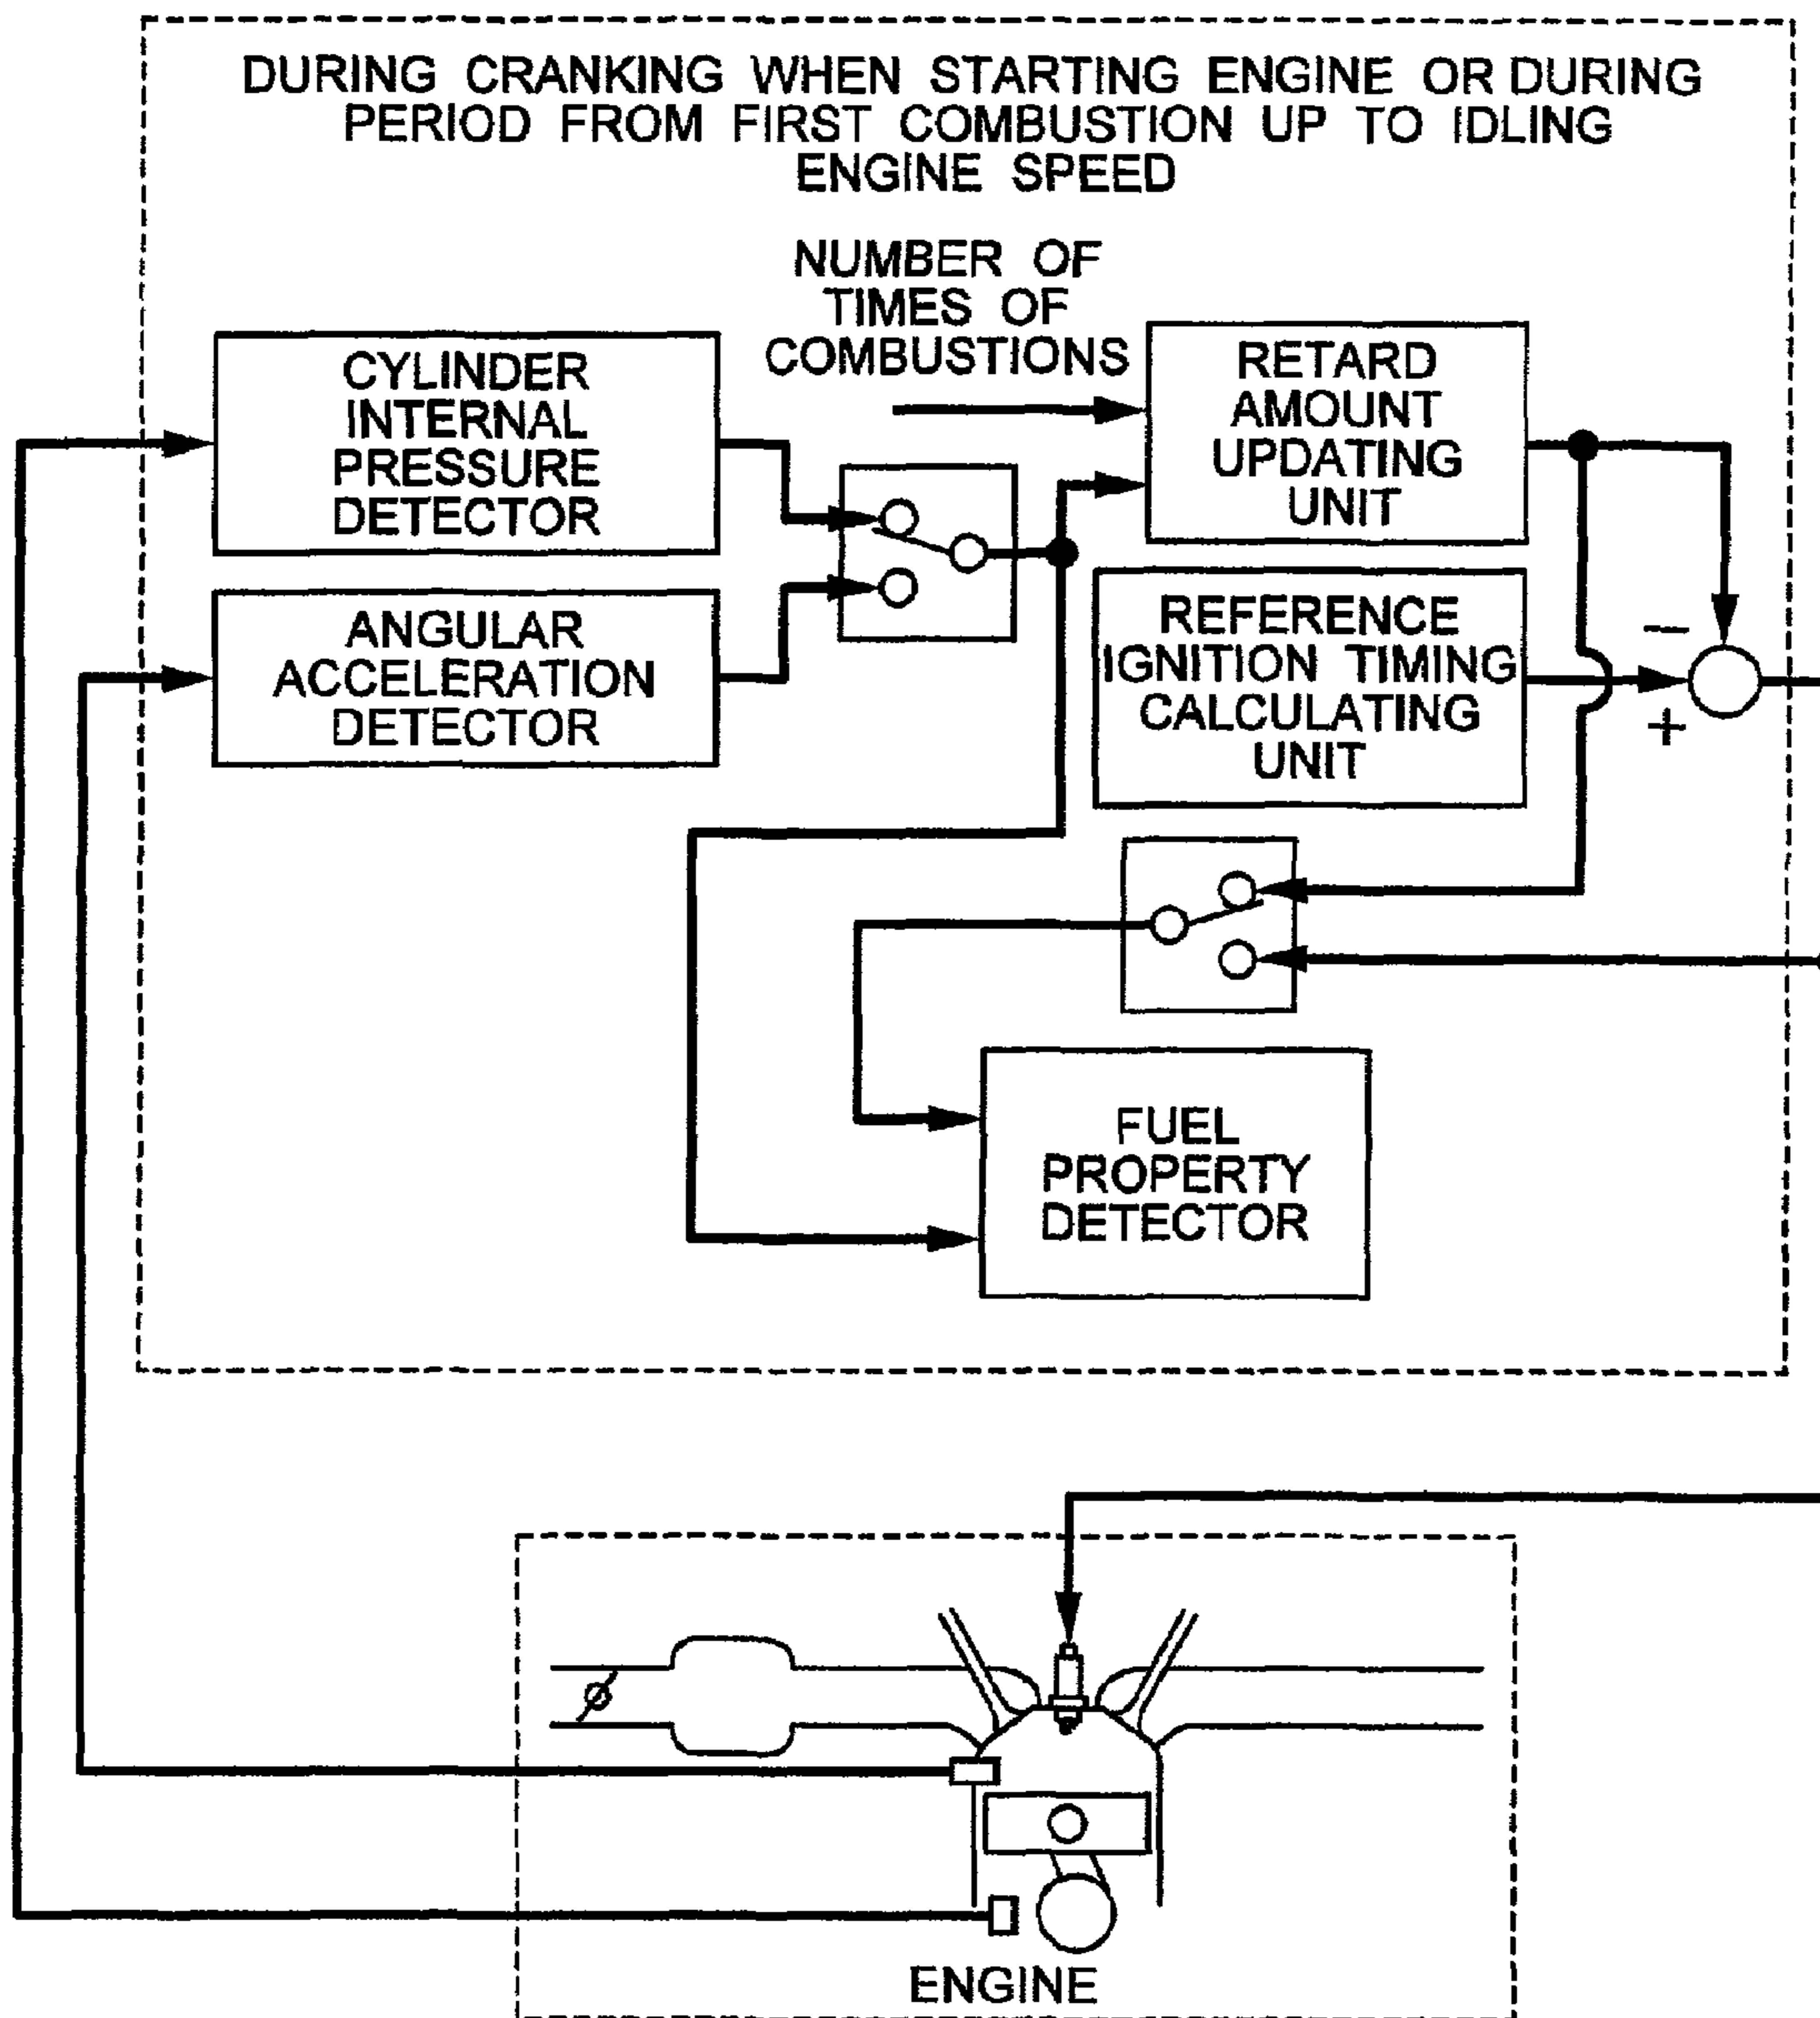 DURING CRANKING WHEN STARTING ENGINE OR DURING
PERIOD FROM FIRST COMBUSTION UP TO IDLING
ENGINE SPEED
NUMBER OF
TIMES OF
COMBUSTIONS
CYLINDER
INTERNAL
PRESSURE
DETECTOR
RETARD
AMOUNT
UPDATING
UNIT
ANGULAR
ACCELERATION
DETECTOR
REFERENCE
IGNITION TIMING
CALCULATING
UNIT
−
+
FUEL
PROPERTY
DETECTOR
ENGINE